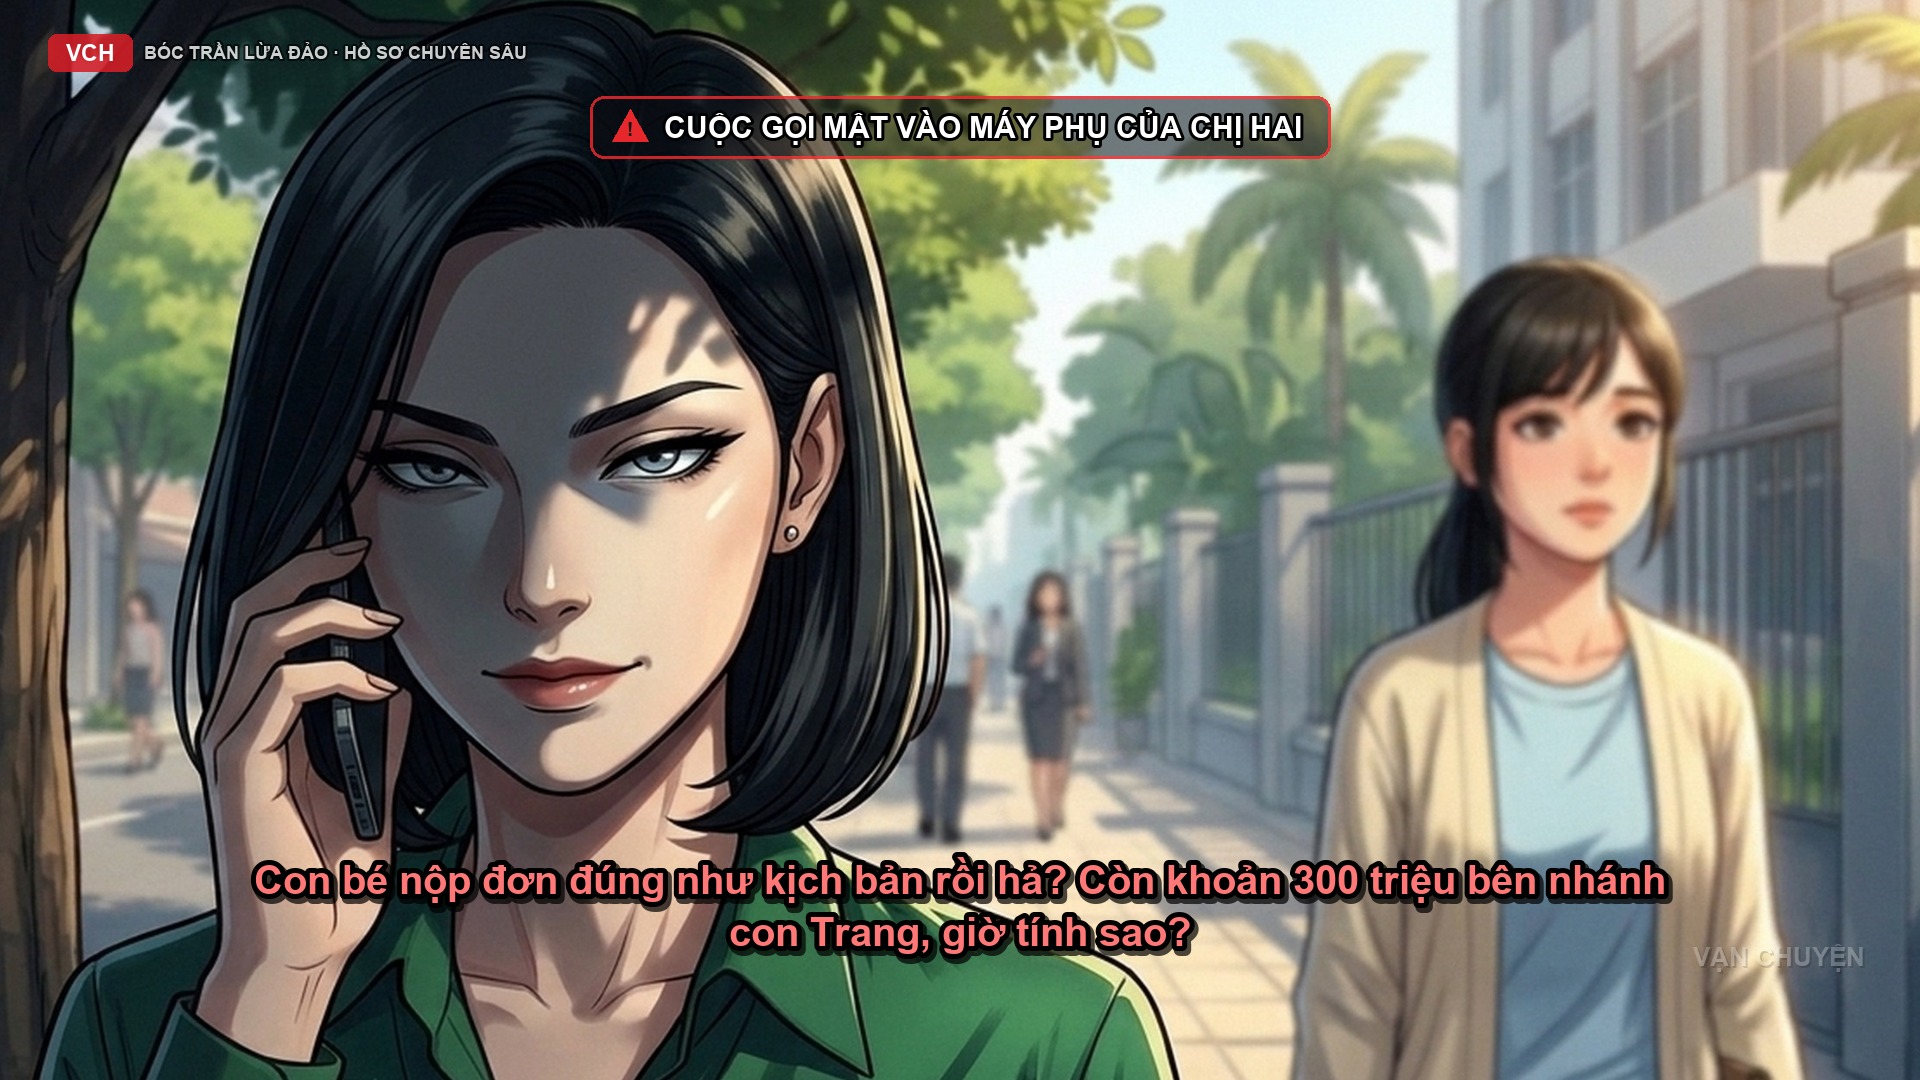 VCH BÓC TRẦN LỪA ĐẢO · HỒ SƠ CHUYÊN SÂU
CUỘC GỌI MẬT VÀO MÁY PHỤ CỦA CHỊ HAI
Con bé nộp đơn đúng như kịch bản rồi hả? Còn khoản 300 triệu bên nhánh
con Trang, giờ tính sao?
VẠN CHUYỆN